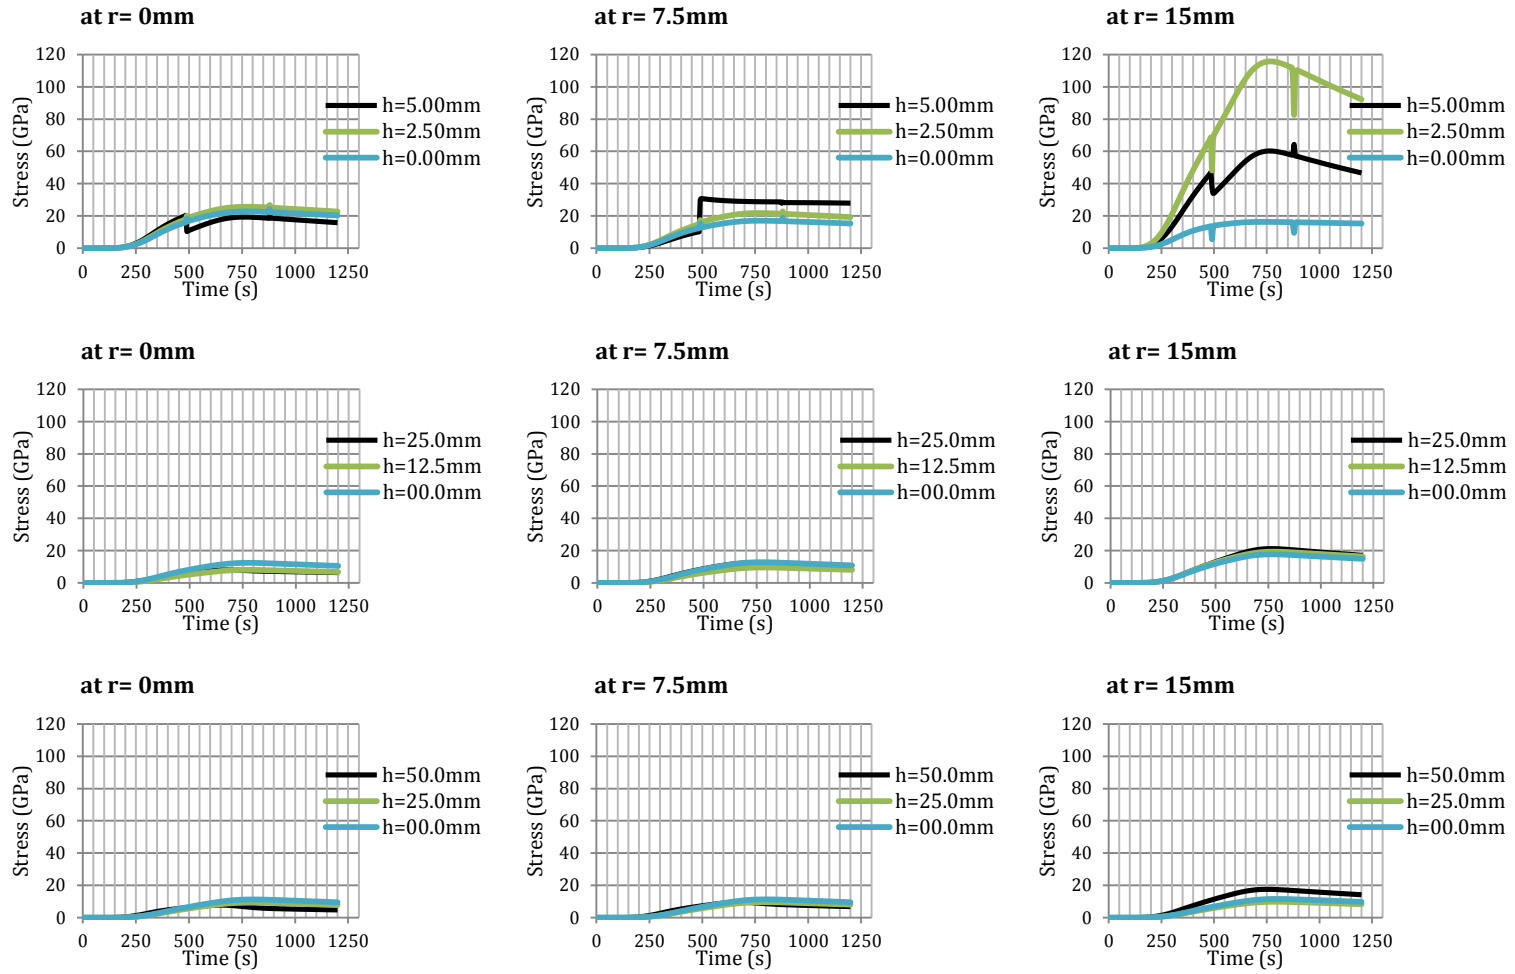 at r= 0mm
120
100
80
60
40
20
0
Stress (GPa)
0 250 500 750 1000 1250
Time (s)
h=5.00mm
h=2.50mm
h=0.00mm
at r= 7.5mm
120
100
80
60
40
20
0
Stress (GPa)
0 250 500 750 1000 1250
Time (s)
h=5.00mm
h=2.50mm
h=0.00mm
at r= 15mm
120
100
80
60
40
20
0
Stress (GPa)
0 250 500 750 1000 1250
Time (s)
h=5.00mm
h=2.50mm
h=0.00mm
at r= 0mm
120
100
80
60
40
20
0
Stress (GPa)
0 250 500 750 1000 1250
Time (s)
h=25.0mm
h=12.5mm
h=00.0mm
at r= 7.5mm
120
100
80
60
40
20
0
Stress (GPa)
0 250 500 750 1000 1250
Time (s)
h=25.0mm
h=12.5mm
h=00.0mm
at r= 15mm
120
100
80
60
40
20
0
Stress (GPa)
0 250 500 750 1000 1250
Time (s)
h=25.0mm
h=12.5mm
h=00.0mm
at r= 0mm
120
100
80
60
40
20
0
Stress (GPa)
0 250 500 750 1000 1250
Time (s)
h=50.0mm
h=25.0mm
h=00.0mm
at r= 7.5mm
120
100
80
60
40
20
0
Stress (GPa)
0 250 500 750 1000 1250
Time (s)
h=50.0mm
h=25.0mm
h=00.0mm
at r= 15mm
120
100
80
60
40
20
0
Stress (GPa)
0 250 500 750 1000 1250
Time (s)
h=50.0mm
h=25.0mm
h=00.0mm